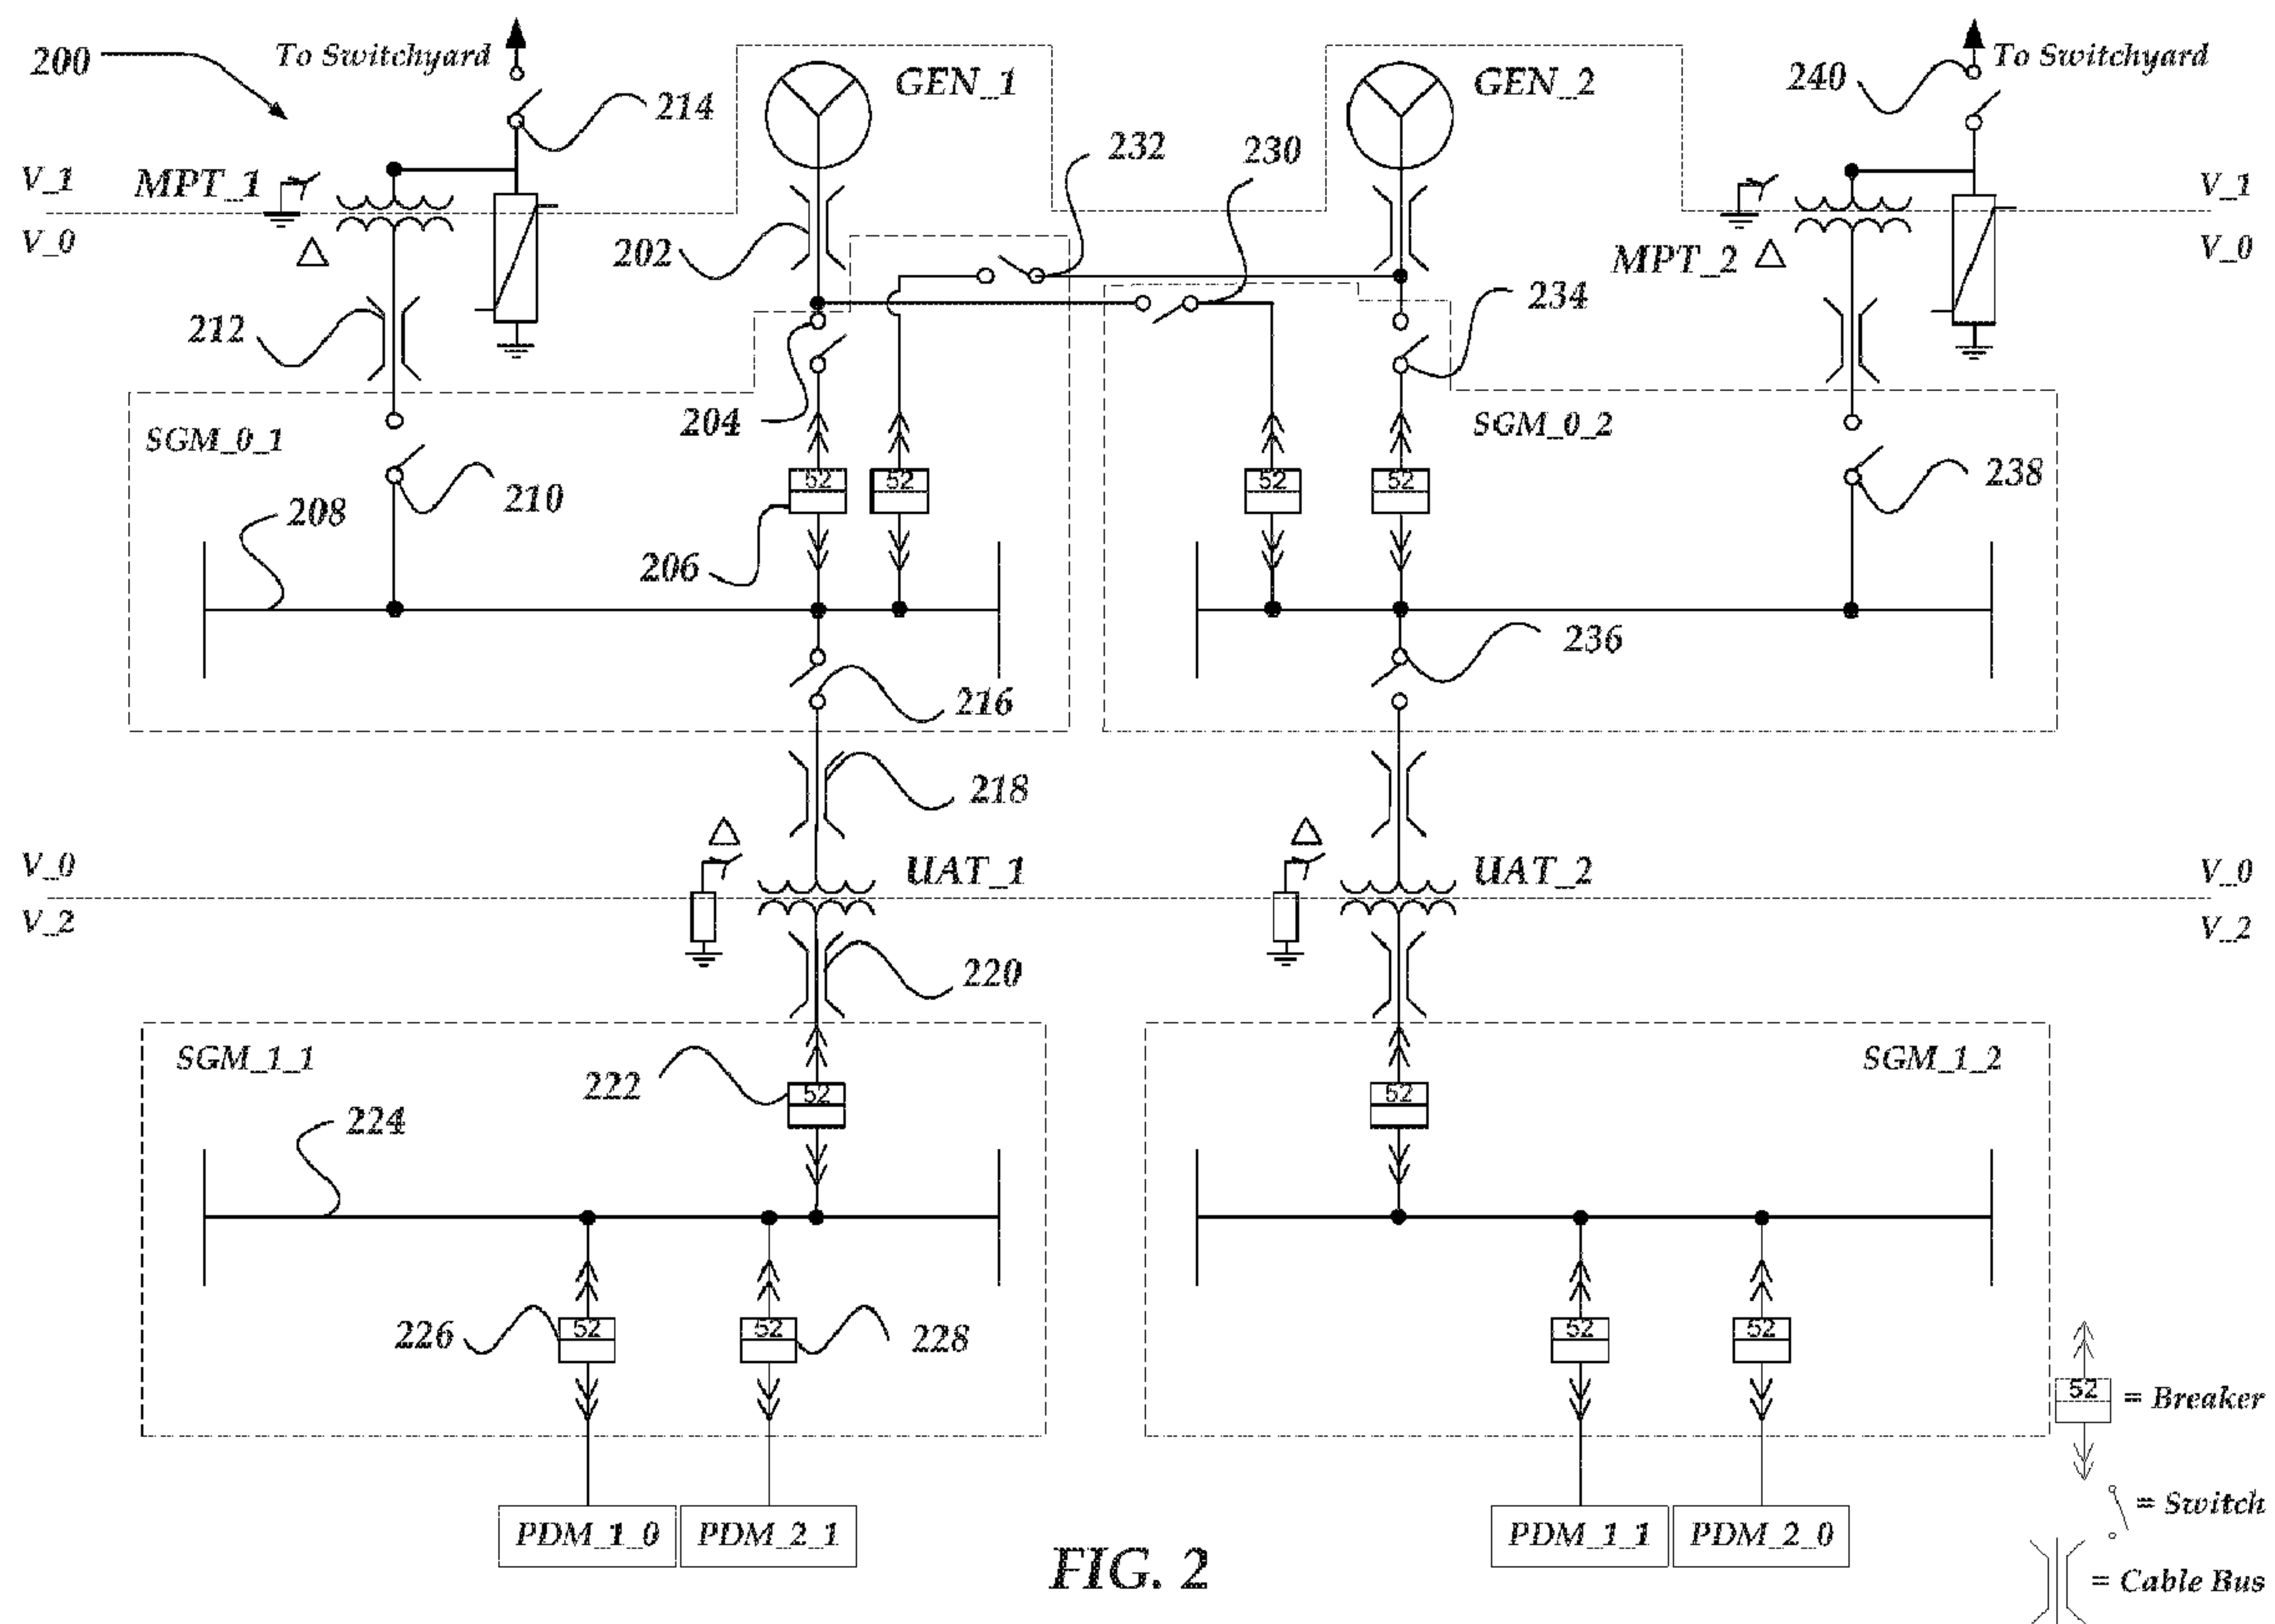 200
To Switchyard
214
GEN_1
GEN_2
240
To Switchyard
232
230
V_1
MPT_1
V_1
V_0
202
MPT_2
V_0
212
234
204
SGM_0_1
SGM_0_2
210
52
52
52
52
238
208
206
236
216
218
V_0
UAT_1
UAT_2
V_0
V_2
V_2
220
SGM_1_1
SGM_1_2
222
52
52
224
226
52
52
228
52
52
52 = Breaker
= Switch
PDM_1_0
PDM_2_1
PDM_1_1
PDM_2_0
FIG. 2
= Cable Bus